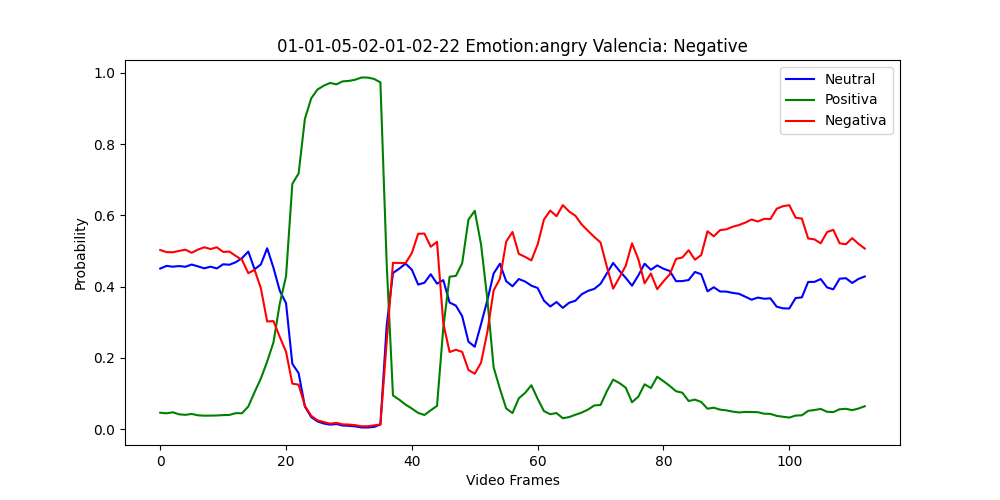 01-01-05-02-01-02-22 Emotion:angry Valencia: Negative
Neutral
Positiva
Negativa
1.0
0.8
0.6
0.4
0.2
0.0
Probability
0 20 40 60 80 100
Video Frames